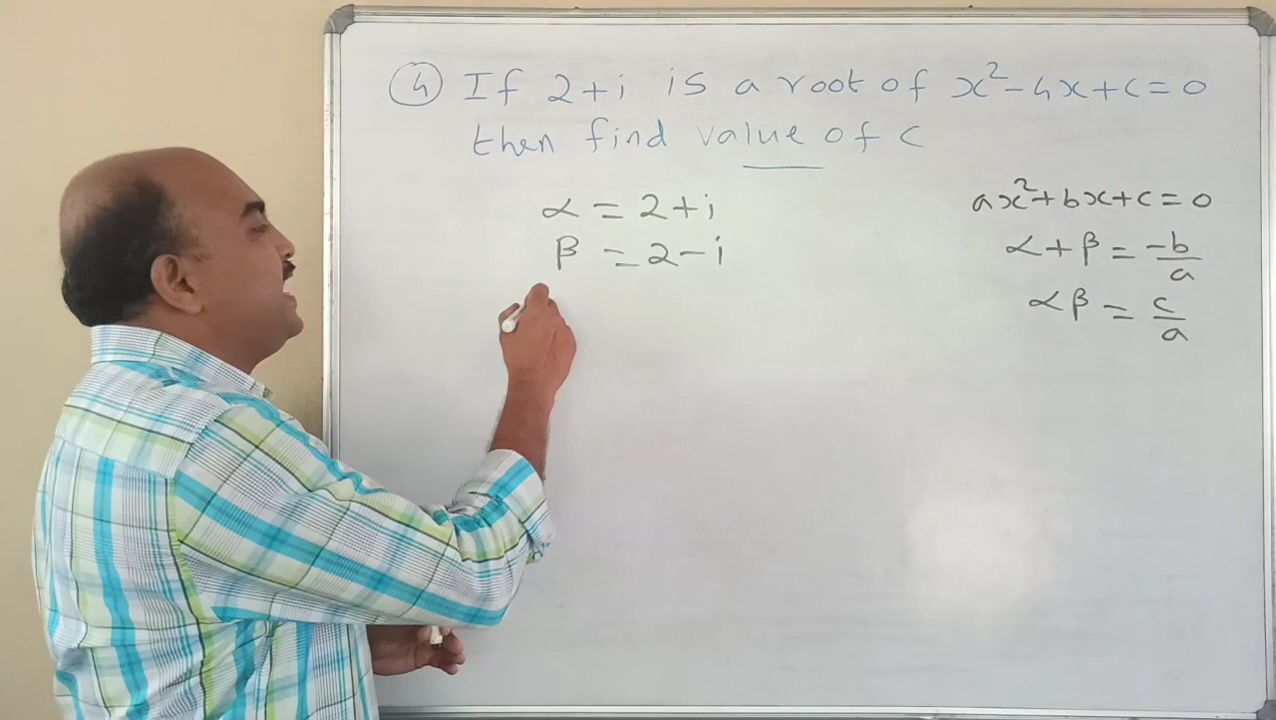 ④ If 2+i is a root of x²-4x+c=0
then find value of c
α = 2+i
β = 2-i
ax²+bx+c=0
α+β = -b/a
αβ = c/a